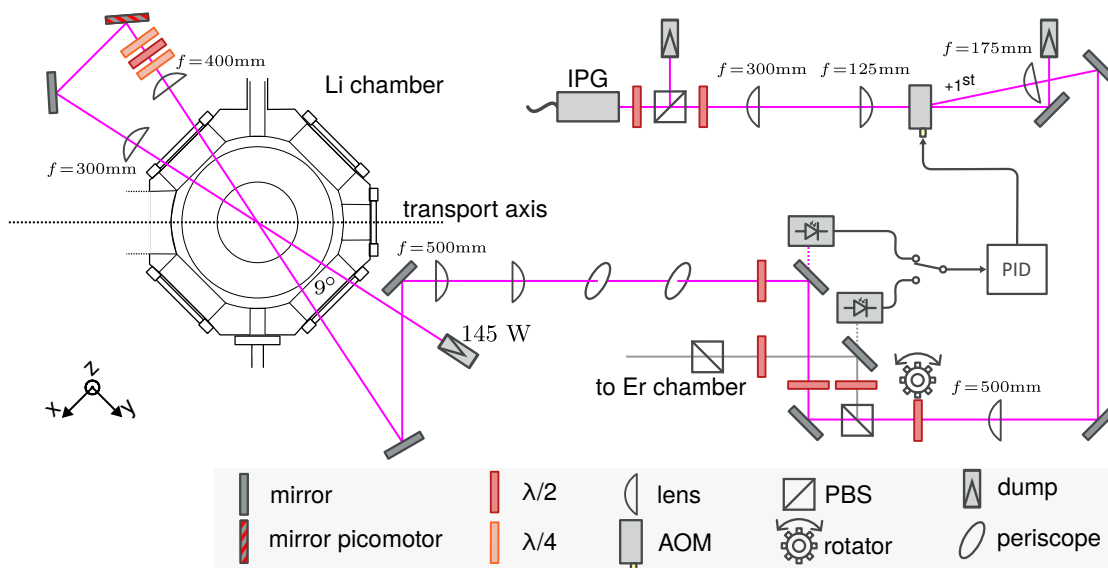 f = 400mm
Li chamber
f = 300mm
transport axis
f = 500mm
9°
145 W
z
x
y
IPG
f = 300mm
f = 125mm
f = 175mm
+1st
PID
to Er chamber
f = 500mm
mirror
λ/2
lens
PBS
dump
mirror picomotor
λ/4
AOM
rotator
periscope